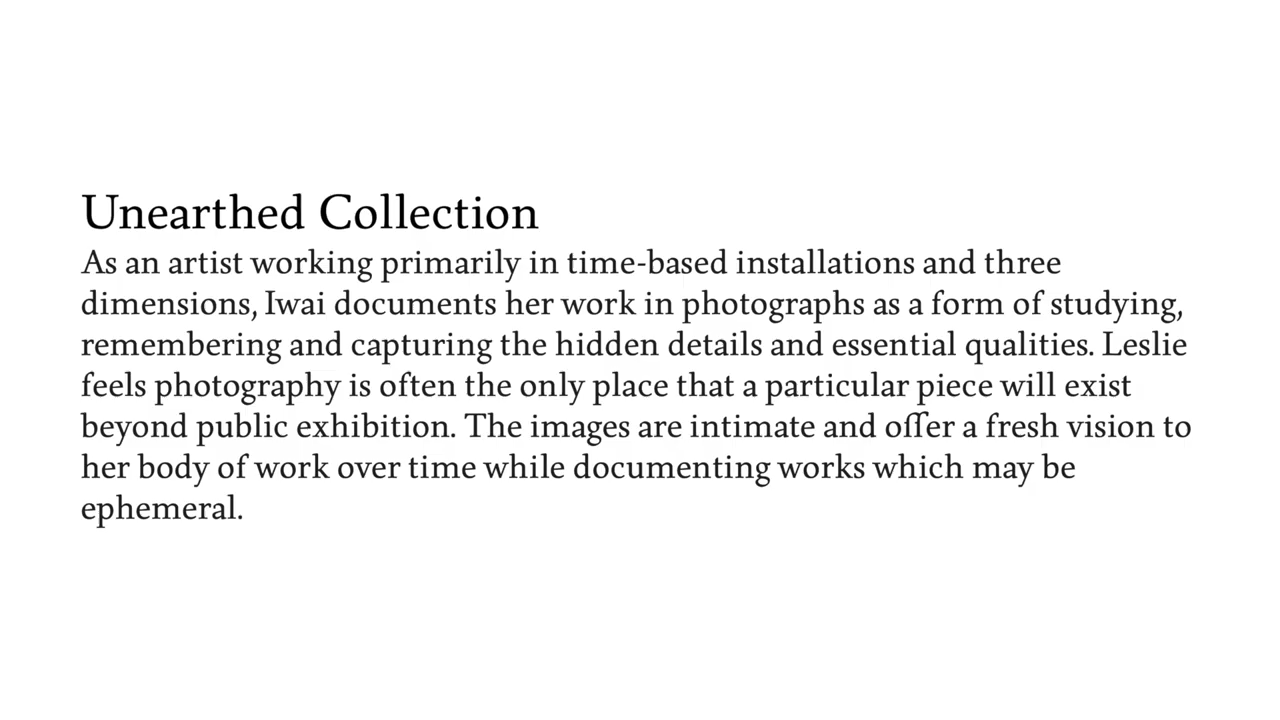 Unearthed Collection
As an artist working primarily in time-based installations and three
dimensions, Iwai documents her work in photographs as a form of studying,
remembering and capturing the hidden details and essential qualities. Leslie
feels photography is often the only place that a particular piece will exist
beyond public exhibition. The images are intimate and offer a fresh vision to
her body of work over time while documenting works which may be
ephemeral.